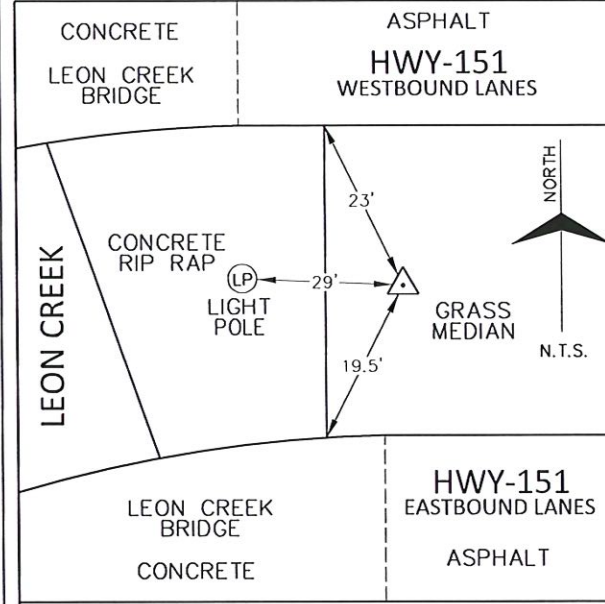 CONCRETE
LEON CREEK
BRIDGE
ASPHALT
HWY-151
WESTBOUND LANES
NORTH
23'
CONCRETE
RIP RAP
LP
LIGHT
POLE
29'
GRASS
MEDIAN
N.T.S.
LEON CREEK
19.5'
LEON CREEK
BRIDGE
CONCRETE
HWY-151
EASTBOUND LANES
ASPHALT